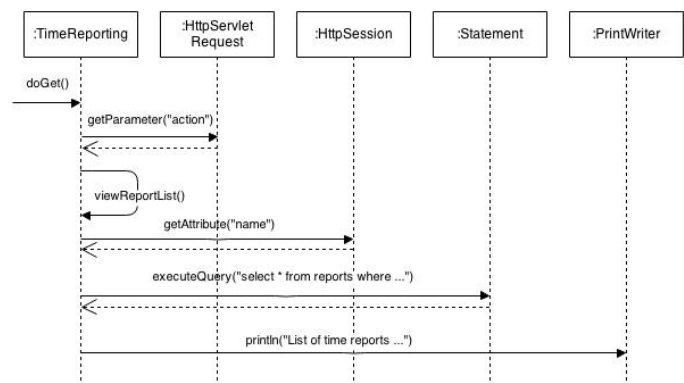 :TimeReporting
:HttpServlet
Request
:HttpSession
:Statement
:PrintWriter
doGet()
getParameter("action")
viewReportList()
getAttribute("name")
executeQuery("select * from reports where ...")
println("List of time reports ...")